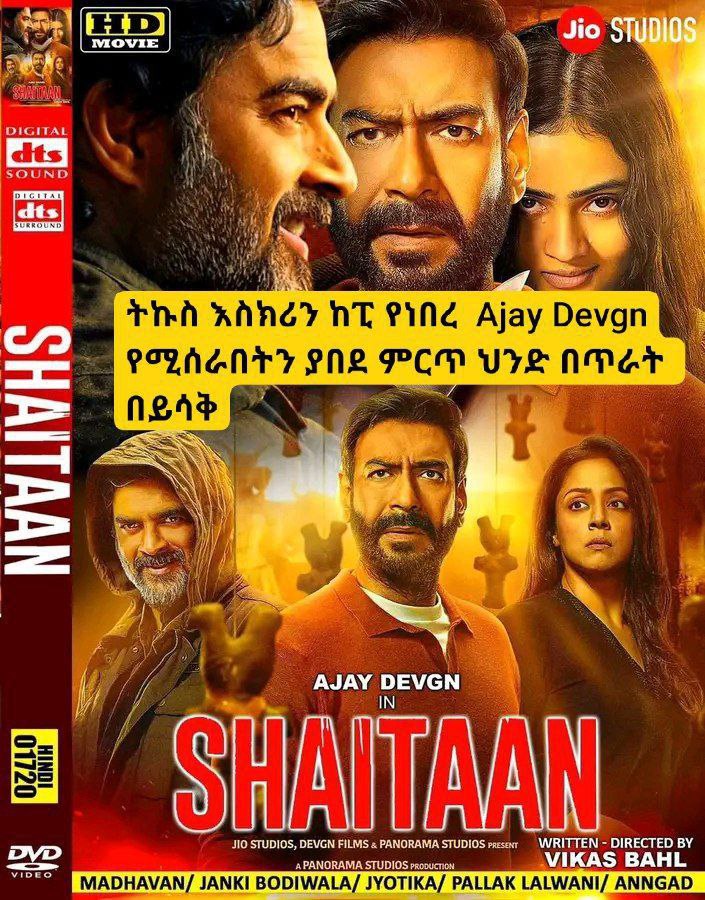 SHAITAAN
DIGITAL
dts
SOUND
DIGITAL
dts
SURROUND
SHAITAAN
HINDI
01720
DVD
VIDEO
HD
MOVIE
Jio STUDIOS
ትኩስ እስክሪን ከፒ የነበረ Ajay Devgn
የሚሰራበትን ያበደ ምርጥ ህንድ በጥራት
በይሳቅ
AJAY DEVGN
IN
SHAITAAN
JIO STUDIOS, DEVGN FILMS & PANORAMA STUDIOS PRESENT
A PANORAMA STUDIOS PRODUCTION
WRITTEN - DIRECTED BY
VIKAS BAHL
MADHAVAN/ JANKI BODIWALA/ JYOTIKA/ PALLAK LALWANI/ ANNGAD